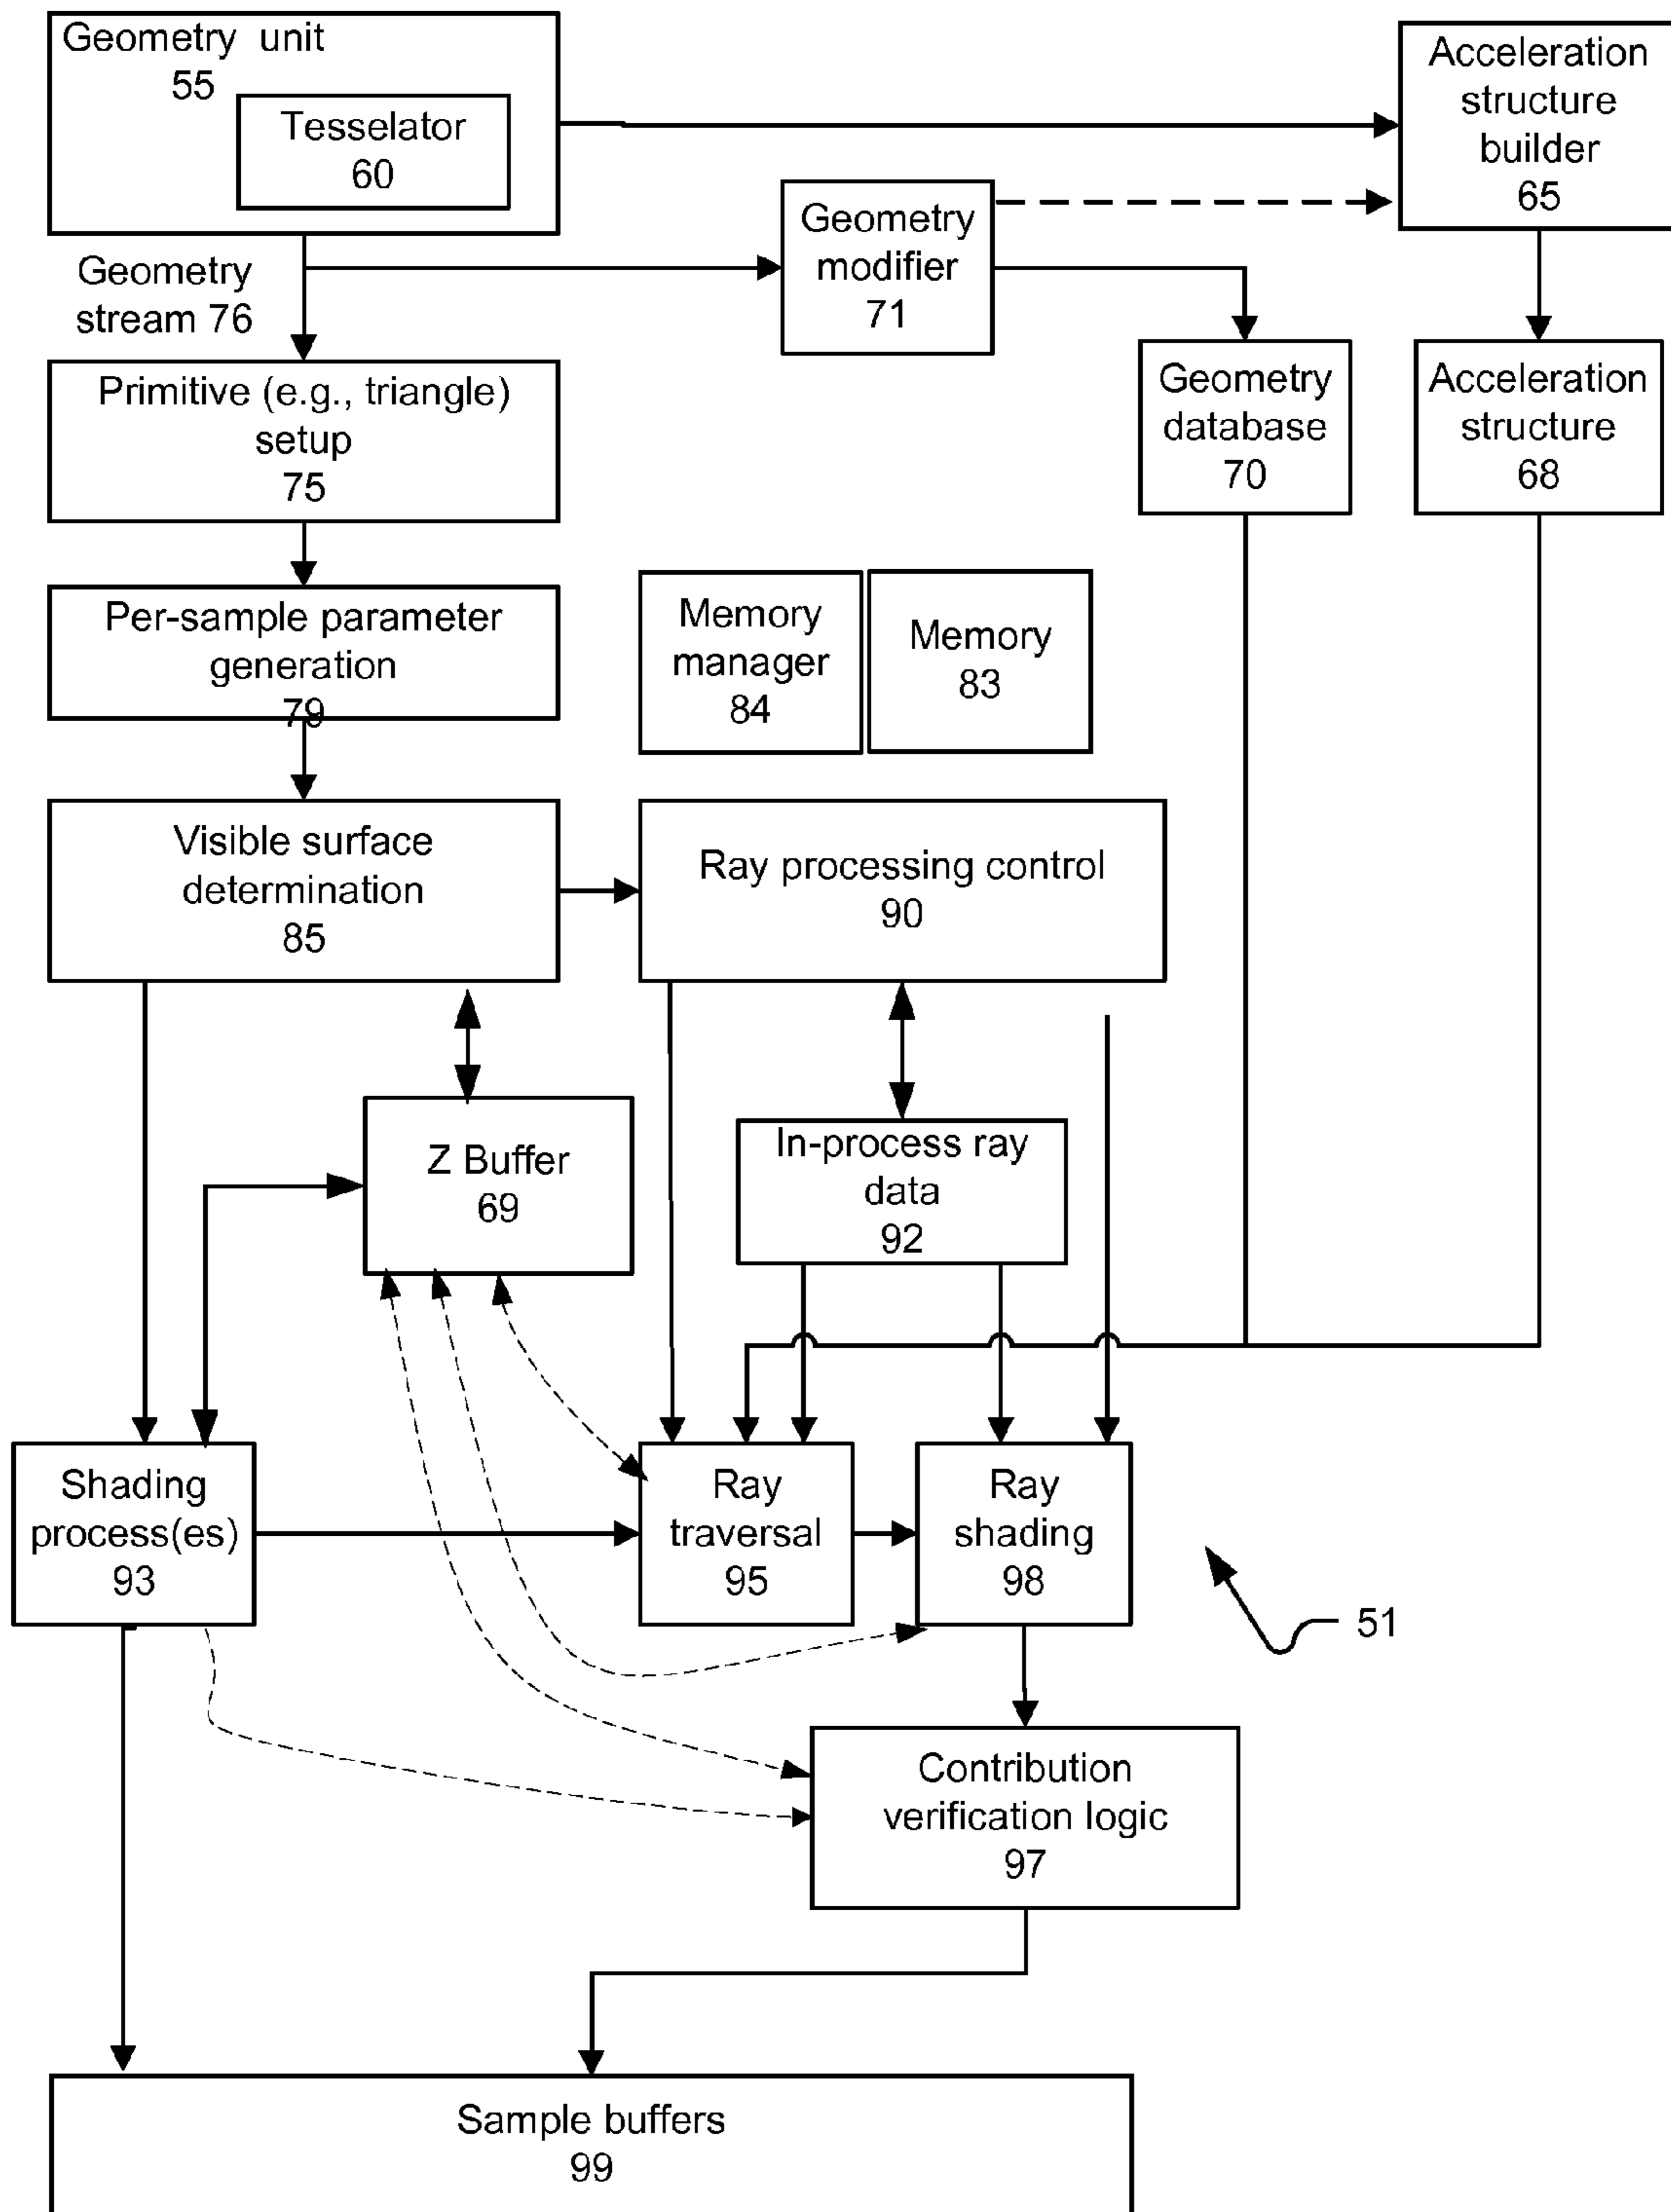 Geometry unit
55
Tesselator
60
Acceleration
structure
builder
65
Geometry
modifier
71
Geometry
stream 76
Primitive (e.g., triangle)
setup
75
Geometry
database
70
Acceleration
structure
68
Per-sample parameter
generation
79
Memory
manager
84
Memory
83
Visible surface
determination
85
Ray processing control
90
Z Buffer
69
In-process ray
data
92
Shading
process(es)
93
Ray
traversal
95
Ray
shading
98
51
Contribution
verification logic
97
Sample buffers
99